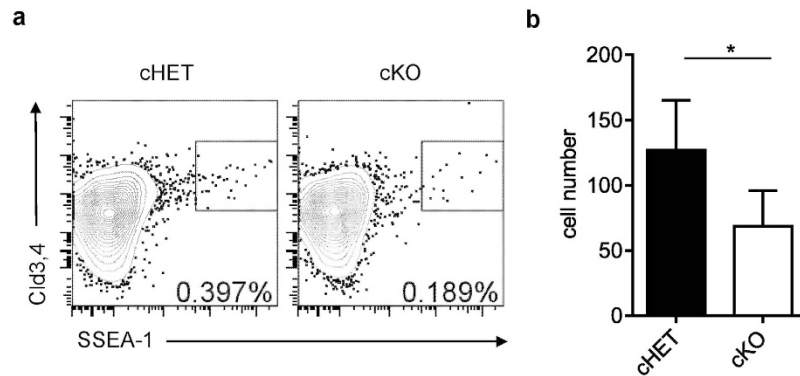 a
cHET
cKO
Cld3,4
0.397%
0.189%
SSEA-1
b
*
200
150
100
50
0
cell number
cHET
cKO